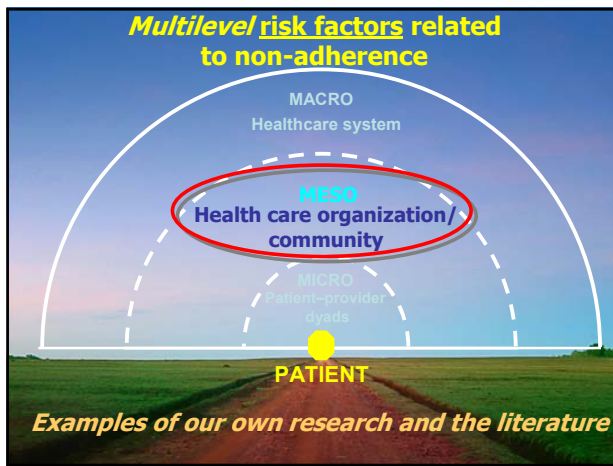 Multilevel risk factors related
to non-adherence
MACRO
Healthcare system
MESO
Health care organization/
community
MICRO
Patient–provider
dyads
PATIENT
Examples of our own research and the literature